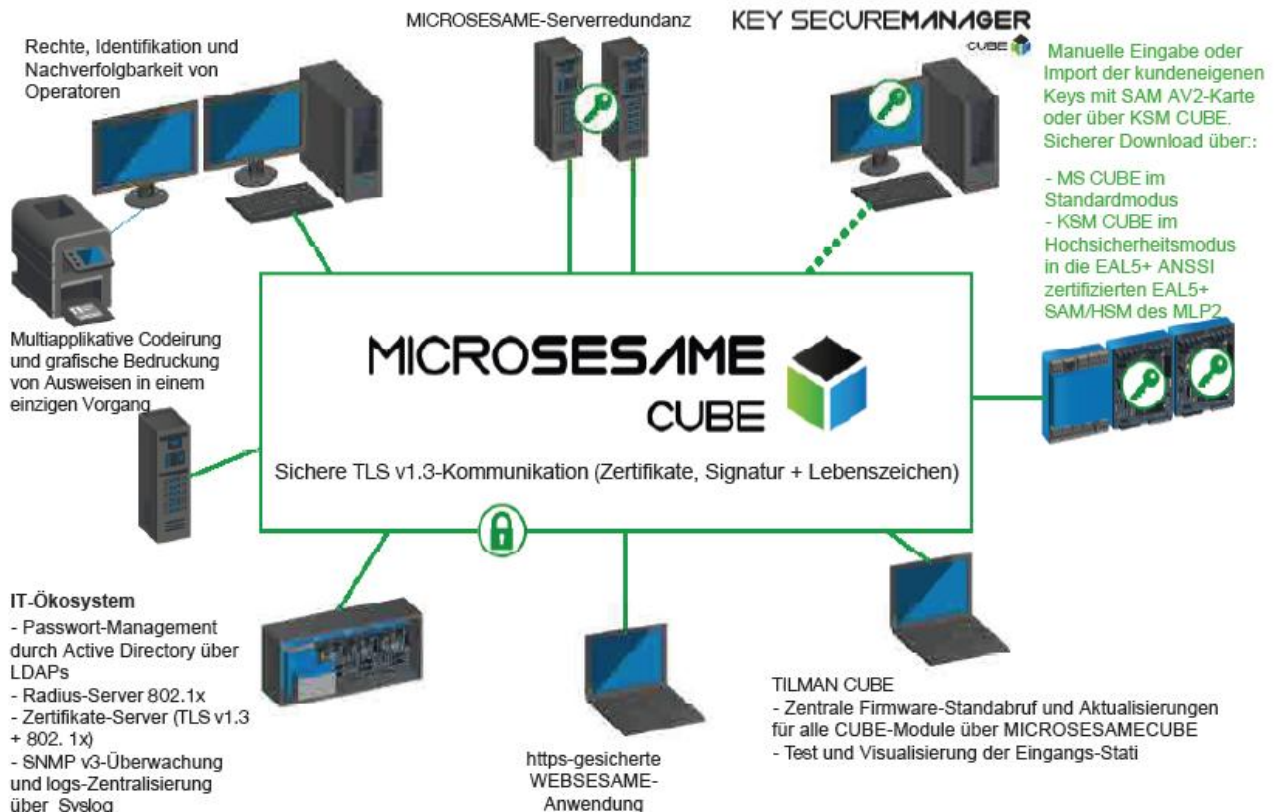 MICROSESAME-Serverredundanz
KEY SECUREMANAGER
CUBE
Rechte, Identifikation und
Nachverfolgbarkeit von
Operatoren
Manuelle Eingabe oder
Import der kundeneigenen
Keys mit SAM AV2-Karte
oder über KSM CUBE.
Sicherer Download über::
- MS CUBE im
Standardmodus
- KSM CUBE im
Hochsicherheitsmodus
in die EAL5+ ANSSI
zertifizierten EAL5+
SAM/HSM des MLP2
Multiapplikative Codeirung
und grafische Bedruckung
von Ausweisen in einem
einzigen Vorgang
MICROSESAME
CUBE
Sichere TLS v1.3-Kommunikation (Zertifikate, Signatur + Lebenszeichen)
IT-Ökosystem
- Passwort-Management
durch Active Directory über
LDAPs
- Radius-Server 802.1x
- Zertifikate-Server (TLS v1.3
+ 802. 1x)
- SNMP v3-Überwachung
und logs-Zentralisierung
über Syslog
https-gesicherte
WEBSESAME-
Anwendung
TILMAN CUBE
- Zentrale Firmware-Standabruf und Aktualisierungen
für alle CUBE-Module über MICROSESAMECUBE
- Test und Visualisierung der Eingangs-Stati